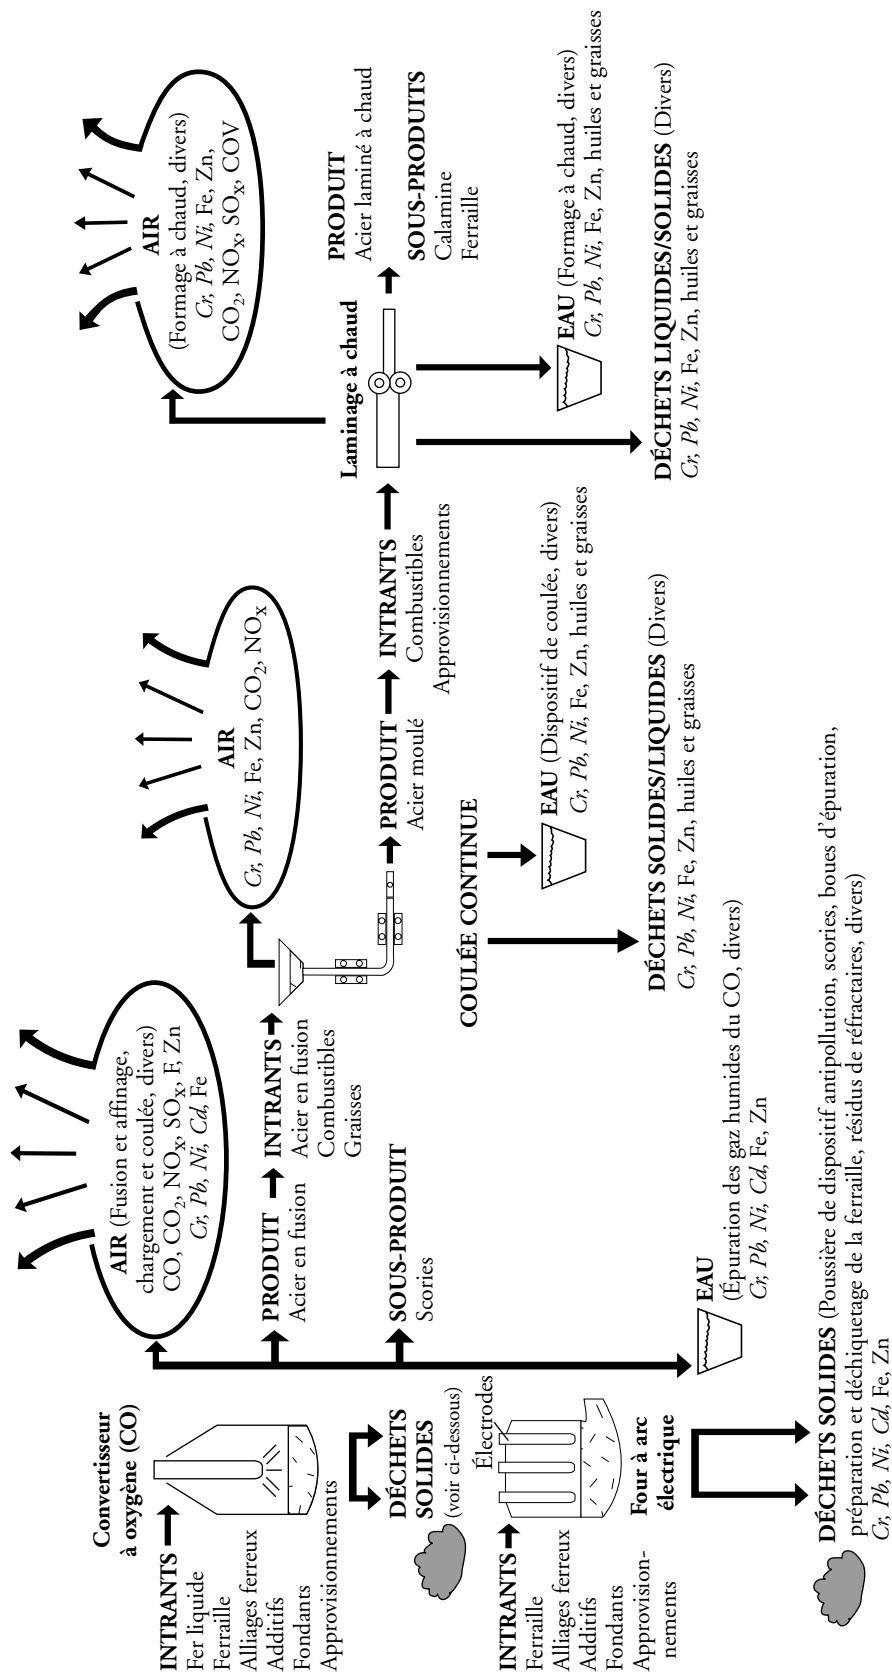 Convertisseur
à oxygène (CO)
INTRANTS
Fer liquide
Ferraille
Alliages ferreux
Additifs
Fondants
Approvisionnements
DÉCHETS
SOLIDES
(voir ci-dessous)
INTRANTS
Ferraille
Alliages ferreux
Additifs
Fondants
Approvision-
nements
Électrodes
Four à arc
électrique
DÉCHETS SOLIDES (Poussière de dispositif antipollution, scories, boues d'épuration,
préparation et déchiquetage de la ferraille, résidus de réfractaires, divers)
Cr, Pb, Ni, Cd, Fe, Zn
AIR (Fusion et affinage,
chargement et coulée, divers)
CO, CO2, NOX, SOX, F, Zn
Cr, Pb, Ni, Cd, Fe
PRODUIT
Acier en fusion
SOUS-PRODUIT
Scories
EAU
(Épuration des gaz humides du CO, divers)
Cr, Pb, Ni, Cd, Fe, Zn
INTRANTS
Acier en fusion
Combustibles
Graisses
AIR
Cr, Pb, Ni, Fe, Zn, CO2, NOX
COULÉE CONTINUE
EAU (Dispositif de coulée, divers)
Cr, Pb, Ni, Fe, Zn, huiles et graisses
DÉCHETS SOLIDES/LIQUIDES (Divers)
Cr, Pb, Ni, Fe, Zn, huiles et graisses
PRODUIT
Acier moulé
INTRANTS
Combustibles
Approvisionnements
Laminage à chaud
AIR
(Formage à chaud, divers)
Cr, Pb, Ni, Fe, Zn,
CO2, NOX, SOX, COV
PRODUIT
Acier laminé à chaud
SOUS-PRODUITS
Calamine
Ferraille
EAU (Formage à chaud, divers)
Cr, Pb, Ni, Fe, Zn, huiles et graisses
DÉCHETS LIQUIDES/SOLIDES (Divers)
Cr, Pb, Ni, Fe, Zn, huiles et graisses